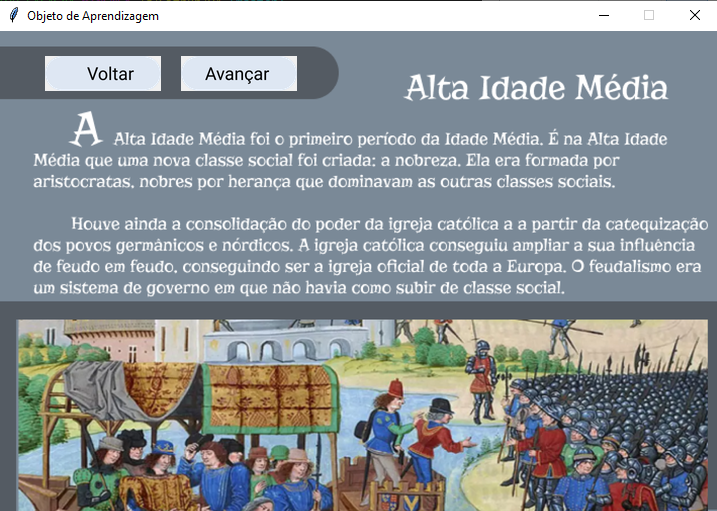 Objeto de Aprendizagem
Voltar Avançar
Alta Idade Média
A Alta Idade Média foi o primeiro período da Idade Média. É na Alta Idade
Média que uma nova classe social foi criada: a nobreza. Ela era formada por
aristocratas, nobres por herança que dominavam as outras classes sociais.
Houve ainda a consolidação do poder da igreja católica a a partir da catequização
dos povos germânicos e nórdicos. A igreja católica conseguiu ampliar a sua influência
de feudo em feudo, conseguindo ser a igreja oficial de toda a Europa. O feudalismo era
um sistema de governo em que não havia como subir de classe social.